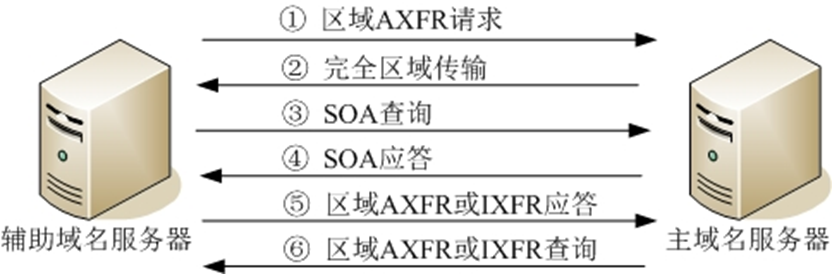 ① 区域AXFR请求
② 完全区域传输
③ SOA查询
④ SOA应答
⑤ 区域AXFR或IXFR应答
辅助域名服务器
主域名服务器
⑥ 区域AXFR或IXFR查询